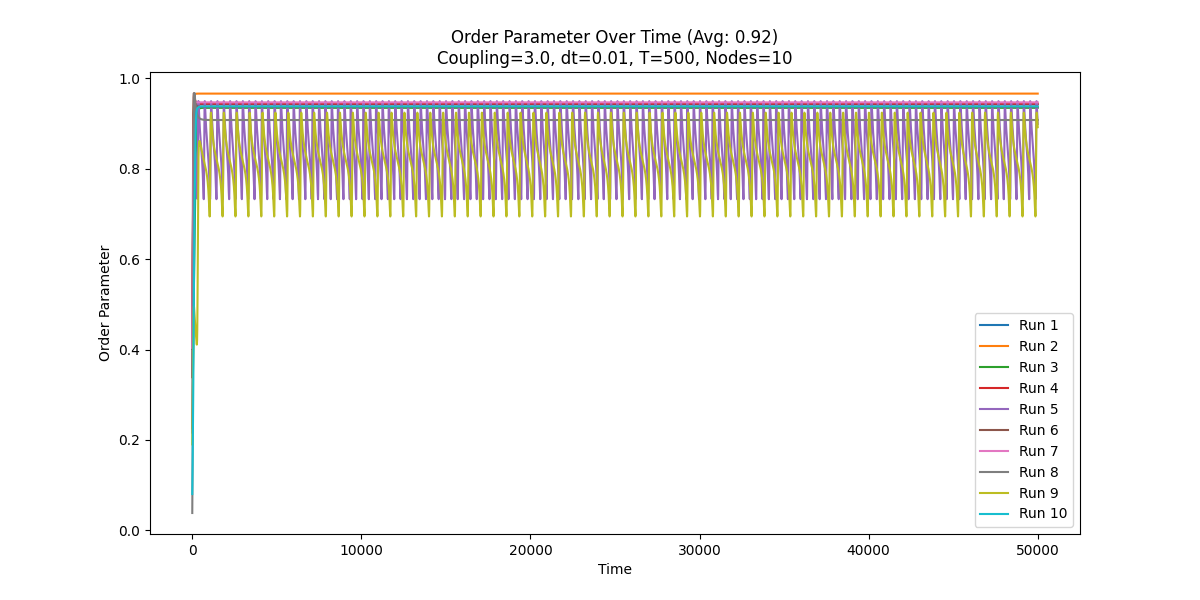 Order Parameter Over Time (Avg: 0.92)
Coupling=3.0, dt=0.01, T=500, Nodes=10
Order Parameter
1.0
0.8
0.6
0.4
0.2
0.0
Run 1
Run 2
Run 3
Run 4
Run 5
Run 6
Run 7
Run 8
Run 9
Run 10
0 10000 20000 30000 40000 50000
Time